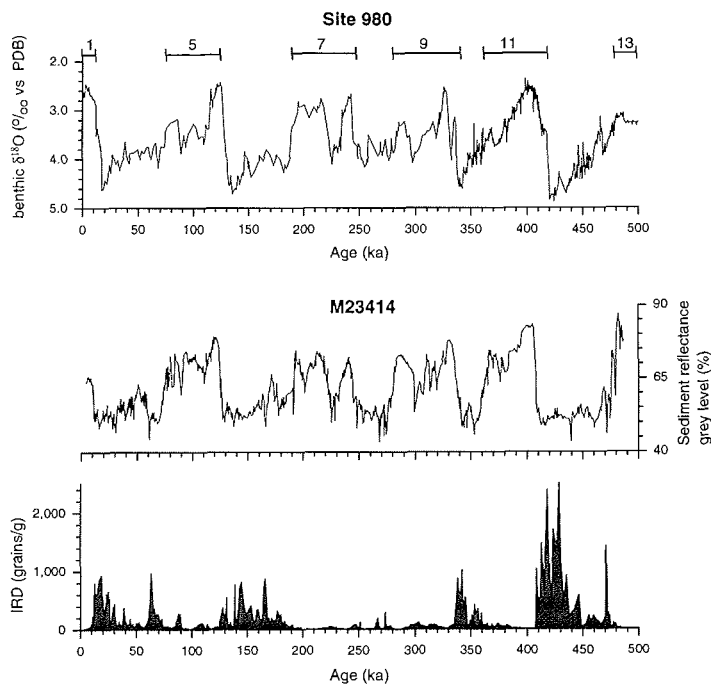 Site 980
1 5 7 9 11 13
benthic δ18O (o/oo vs PDB)
2.0
3.0
4.0
5.0
0 50 100 150 200 250 300 350 400 450 500
Age (ka)
M23414
90
65
40
Sediment reflectance
grey level (%)
IRD (grains/g)
2,000
1,000
0
0 50 100 150 200 250 300 350 400 450 500
Age (ka)